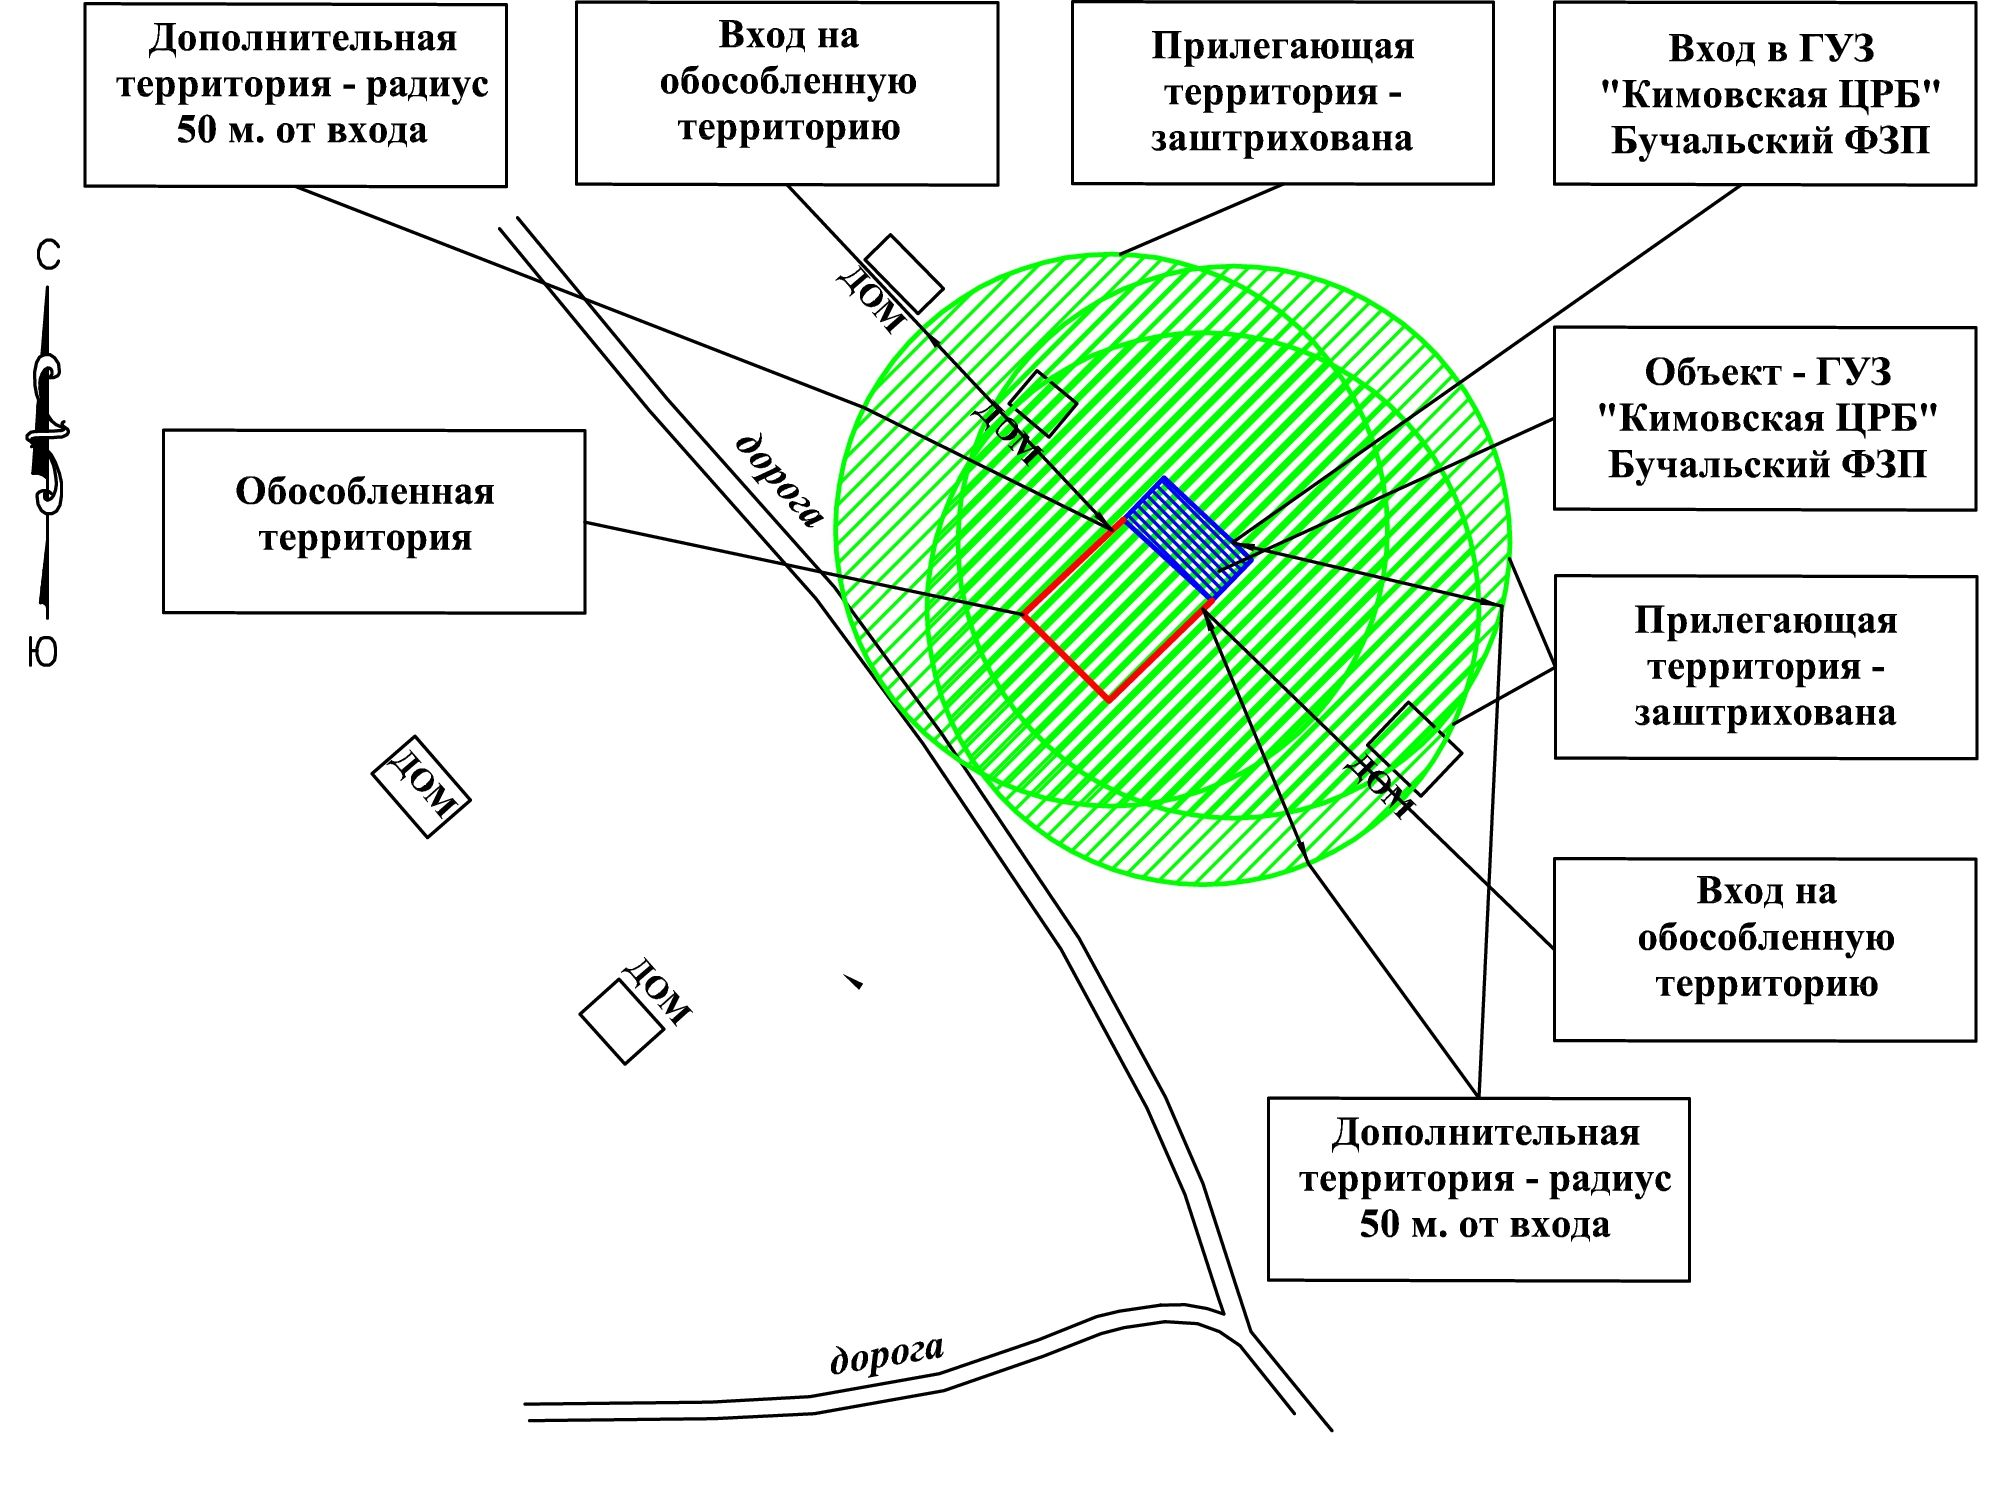 Дополнительная
территория - радиус
50 м. от входа
Вход на
обособленную
территорию
Прилегающая
территория -
заштрихована
Вход в ГУЗ
"Кимовская ЦРБ"
Бучальский ФЗП
С
Ю
дом
дом
дорога
Объект - ГУЗ
"Кимовская ЦРБ"
Бучальский ФЗП
Обособленная
территория
Прилегающая
территория -
заштрихована
дом
дом
Вход на
обособленную
территорию
дом
Дополнительная
территория - радиус
50 м. от входа
дорога